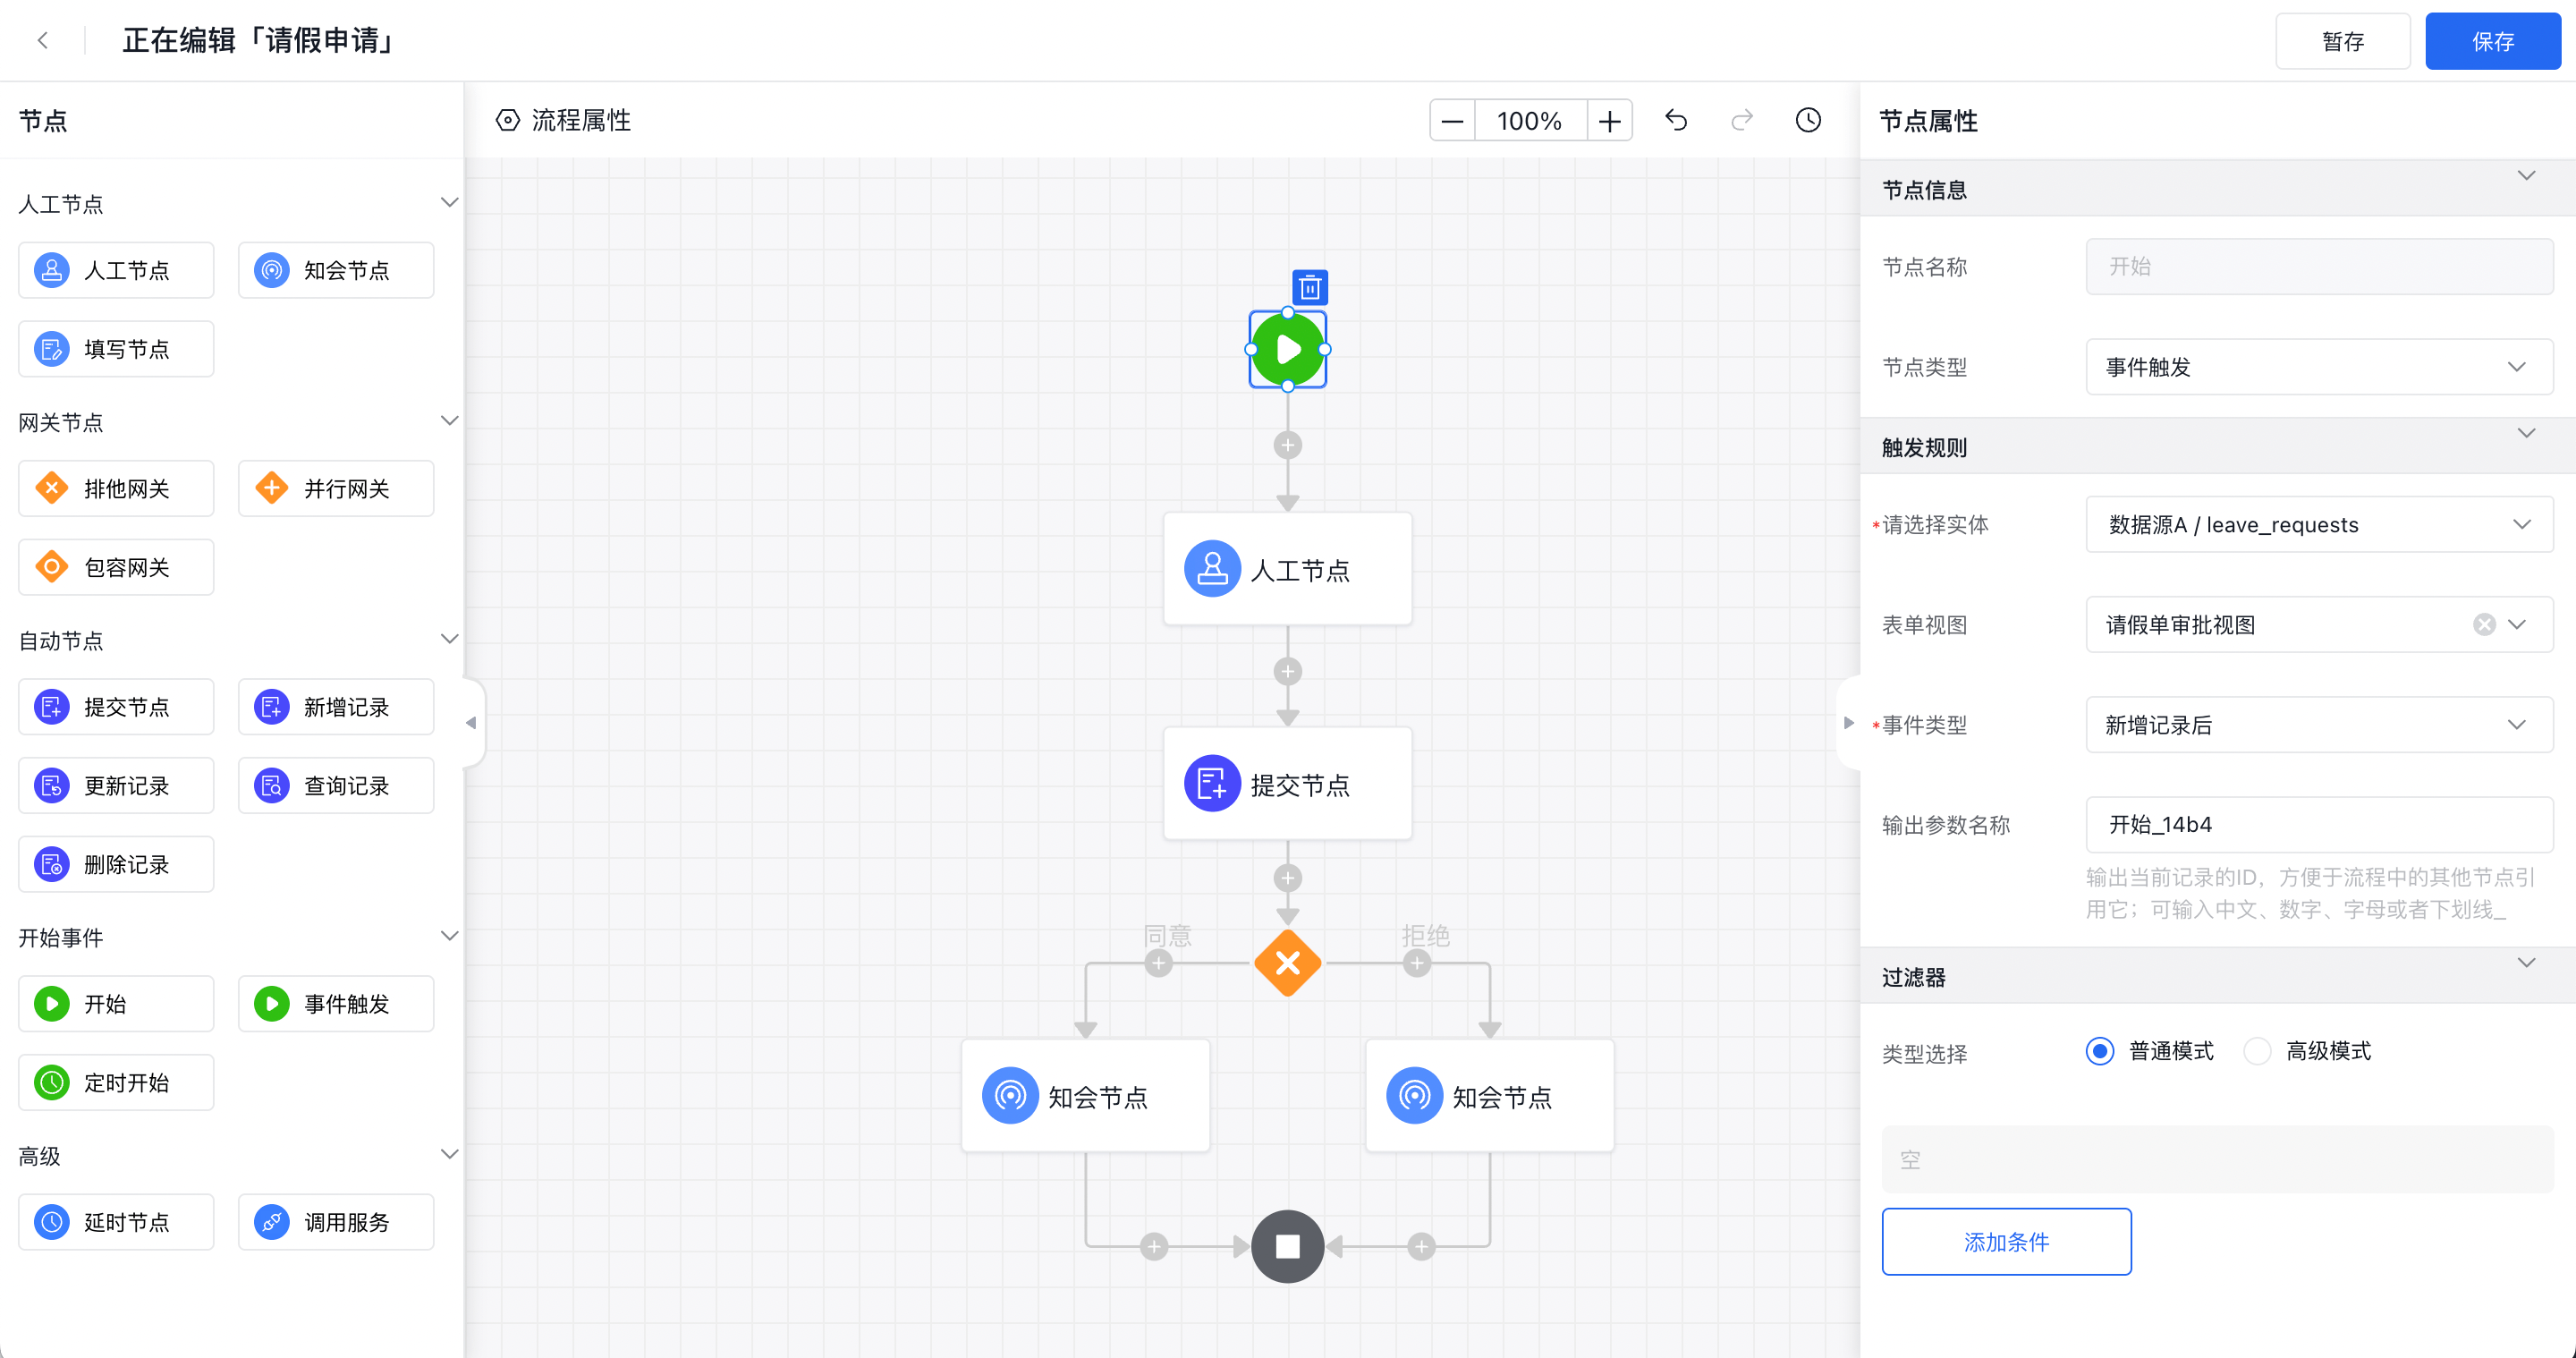 正在编辑「请假申请」
暂存
保存
节点
人工节点
人工节点
知会节点
填写节点
网关节点
排他网关
并行网关
包容网关
自动节点
提交节点
新增记录
更新记录
查询记录
删除记录
开始事件
开始
事件触发
定时开始
高级
延时节点
调用服务
流程属性
100%
人工节点
提交节点
同意
拒绝
知会节点
知会节点
节点属性
节点信息
节点名称
开始
节点类型
事件触发
触发规则
*请选择实体
数据源A / leave_requests
表单视图
请假单审批视图
*事件类型
新增记录后
输出参数名称
开始_14b4
输出当前记录的ID，方便于流程中的其他节点引
用它；可输入中文、数字、字母或者下划线_
过滤器
类型选择
普通模式
高级模式
空
添加条件